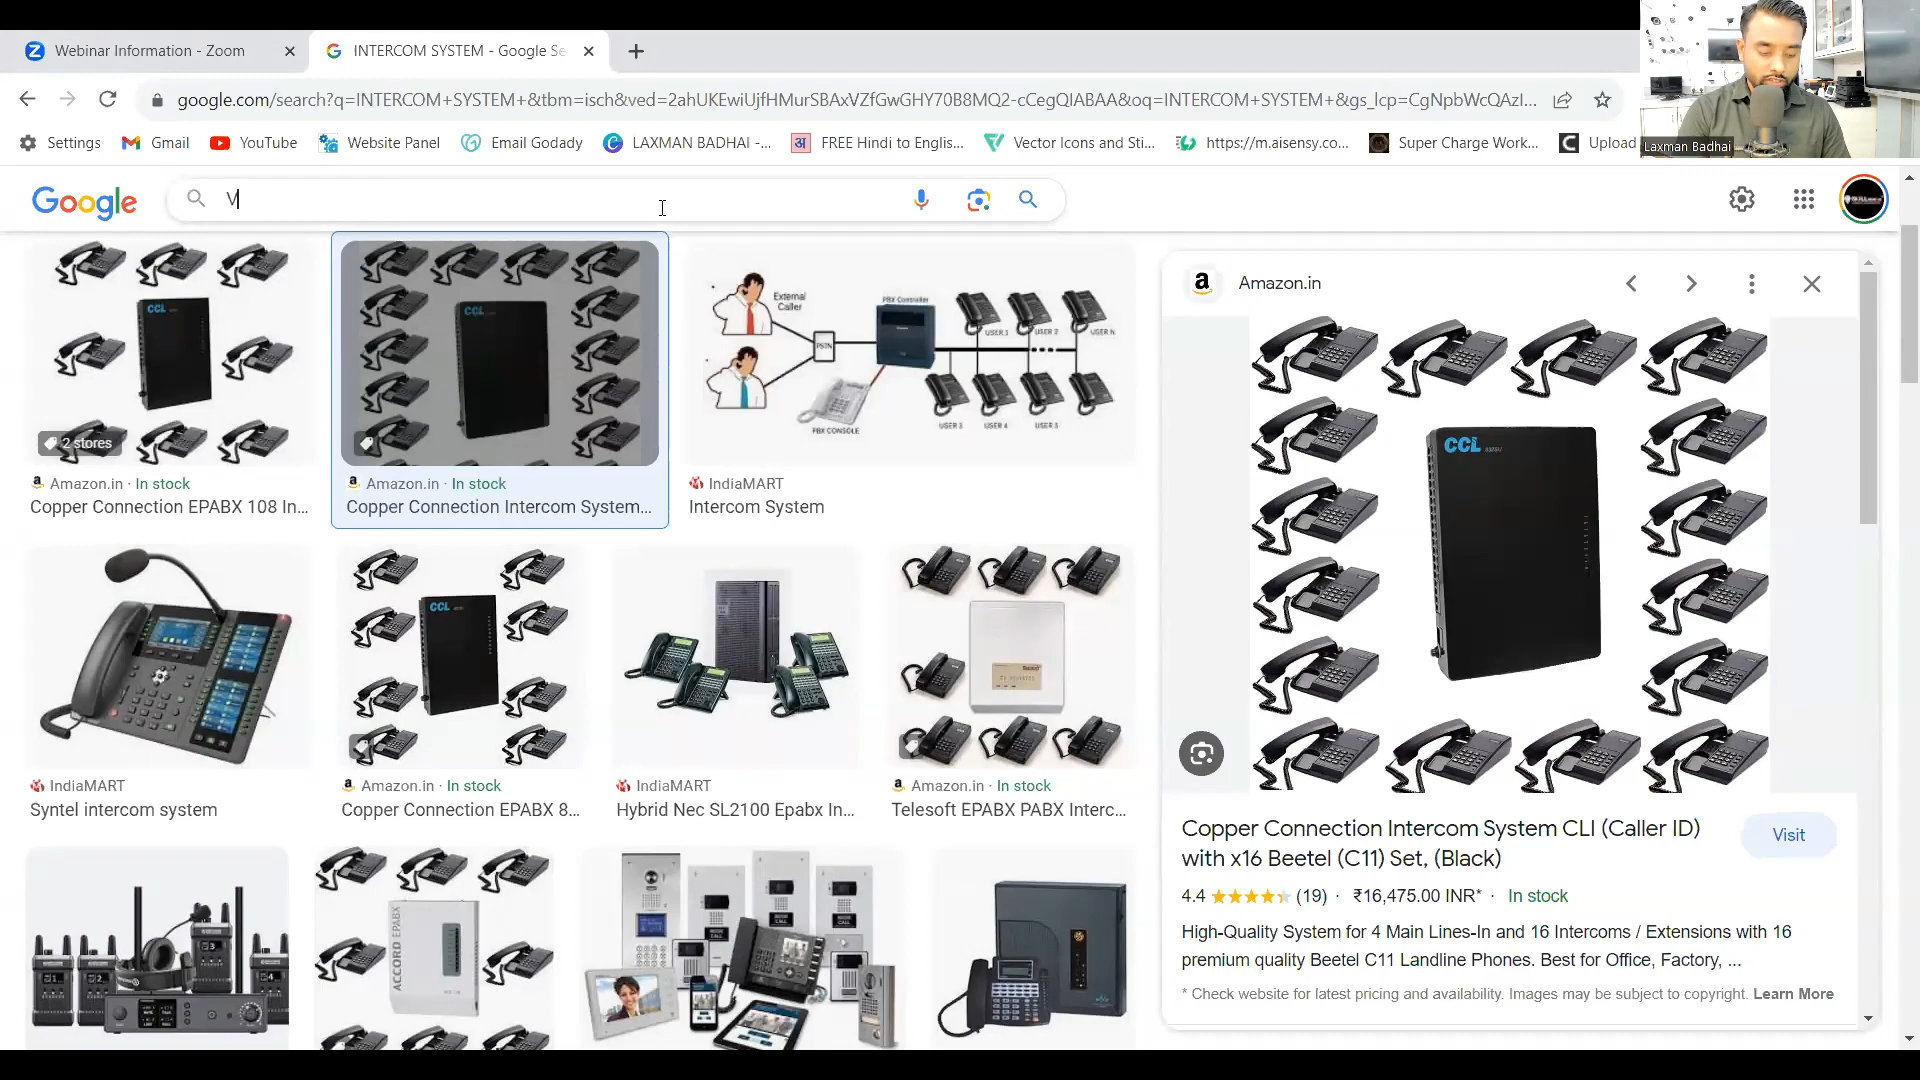 Webinar Information - Zoom
INTERCOM SYSTEM - Google Se
google.com/search?q=INTERCOM+SYSTEM+&tbm=isch&ved=2ahUKEwiUjfHMurSBAxVZfGwGHY70B8MQ2-cCegQIABAA&oq=INTERCOM+SYSTEM+&gs_lcp=CgNpbWcQAzI...
Settings
Gmail
YouTube
Website Panel
Email Godady
LAXMAN BADHAI -...
अ
FREE Hindi to Englis...
Vector Icons and Sti...
https://m.aisensy.co...
Super Charge Work...
Upload
Laxman Badhai
Google
V
CCL
2 stores
Amazon.in · In stock
Copper Connection EPABX 108 In...
CCL
Amazon.in · In stock
Copper Connection Intercom System...
External
Caller
PSTN
PBX Controller
USER 1
USER 2
USER N
PBX CONSOLE
USER 3
USER 4
USER 5
IndiaMART
Intercom System
IndiaMART
Syntel intercom system
CCL
Amazon.in · In stock
Copper Connection EPABX 8...
IndiaMART
Hybrid Nec SL2100 Epabx In...
Amazon.in · In stock
Telesoft EPABX PABX Interc...
ACCORD EPABX
Amazon.in
CCL
Copper Connection Intercom System CLI (Caller ID)
with x16 Beetel (C11) Set, (Black)
Visit
4.4 (19) · ₹16,475.00 INR* · In stock
High-Quality System for 4 Main Lines-In and 16 Intercoms / Extensions with 16
premium quality Beetel C11 Landline Phones. Best for Office, Factory, ...
* Check website for latest pricing and availability. Images may be subject to copyright. Learn More